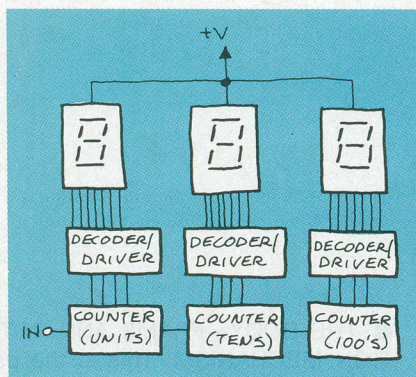 +V
DECODER/
DRIVER
DECODER/
DRIVER
DECODER/
DRIVER
IN
COUNTER
(UNITS)
COUNTER
(TENS)
COUNTER
(100'S)